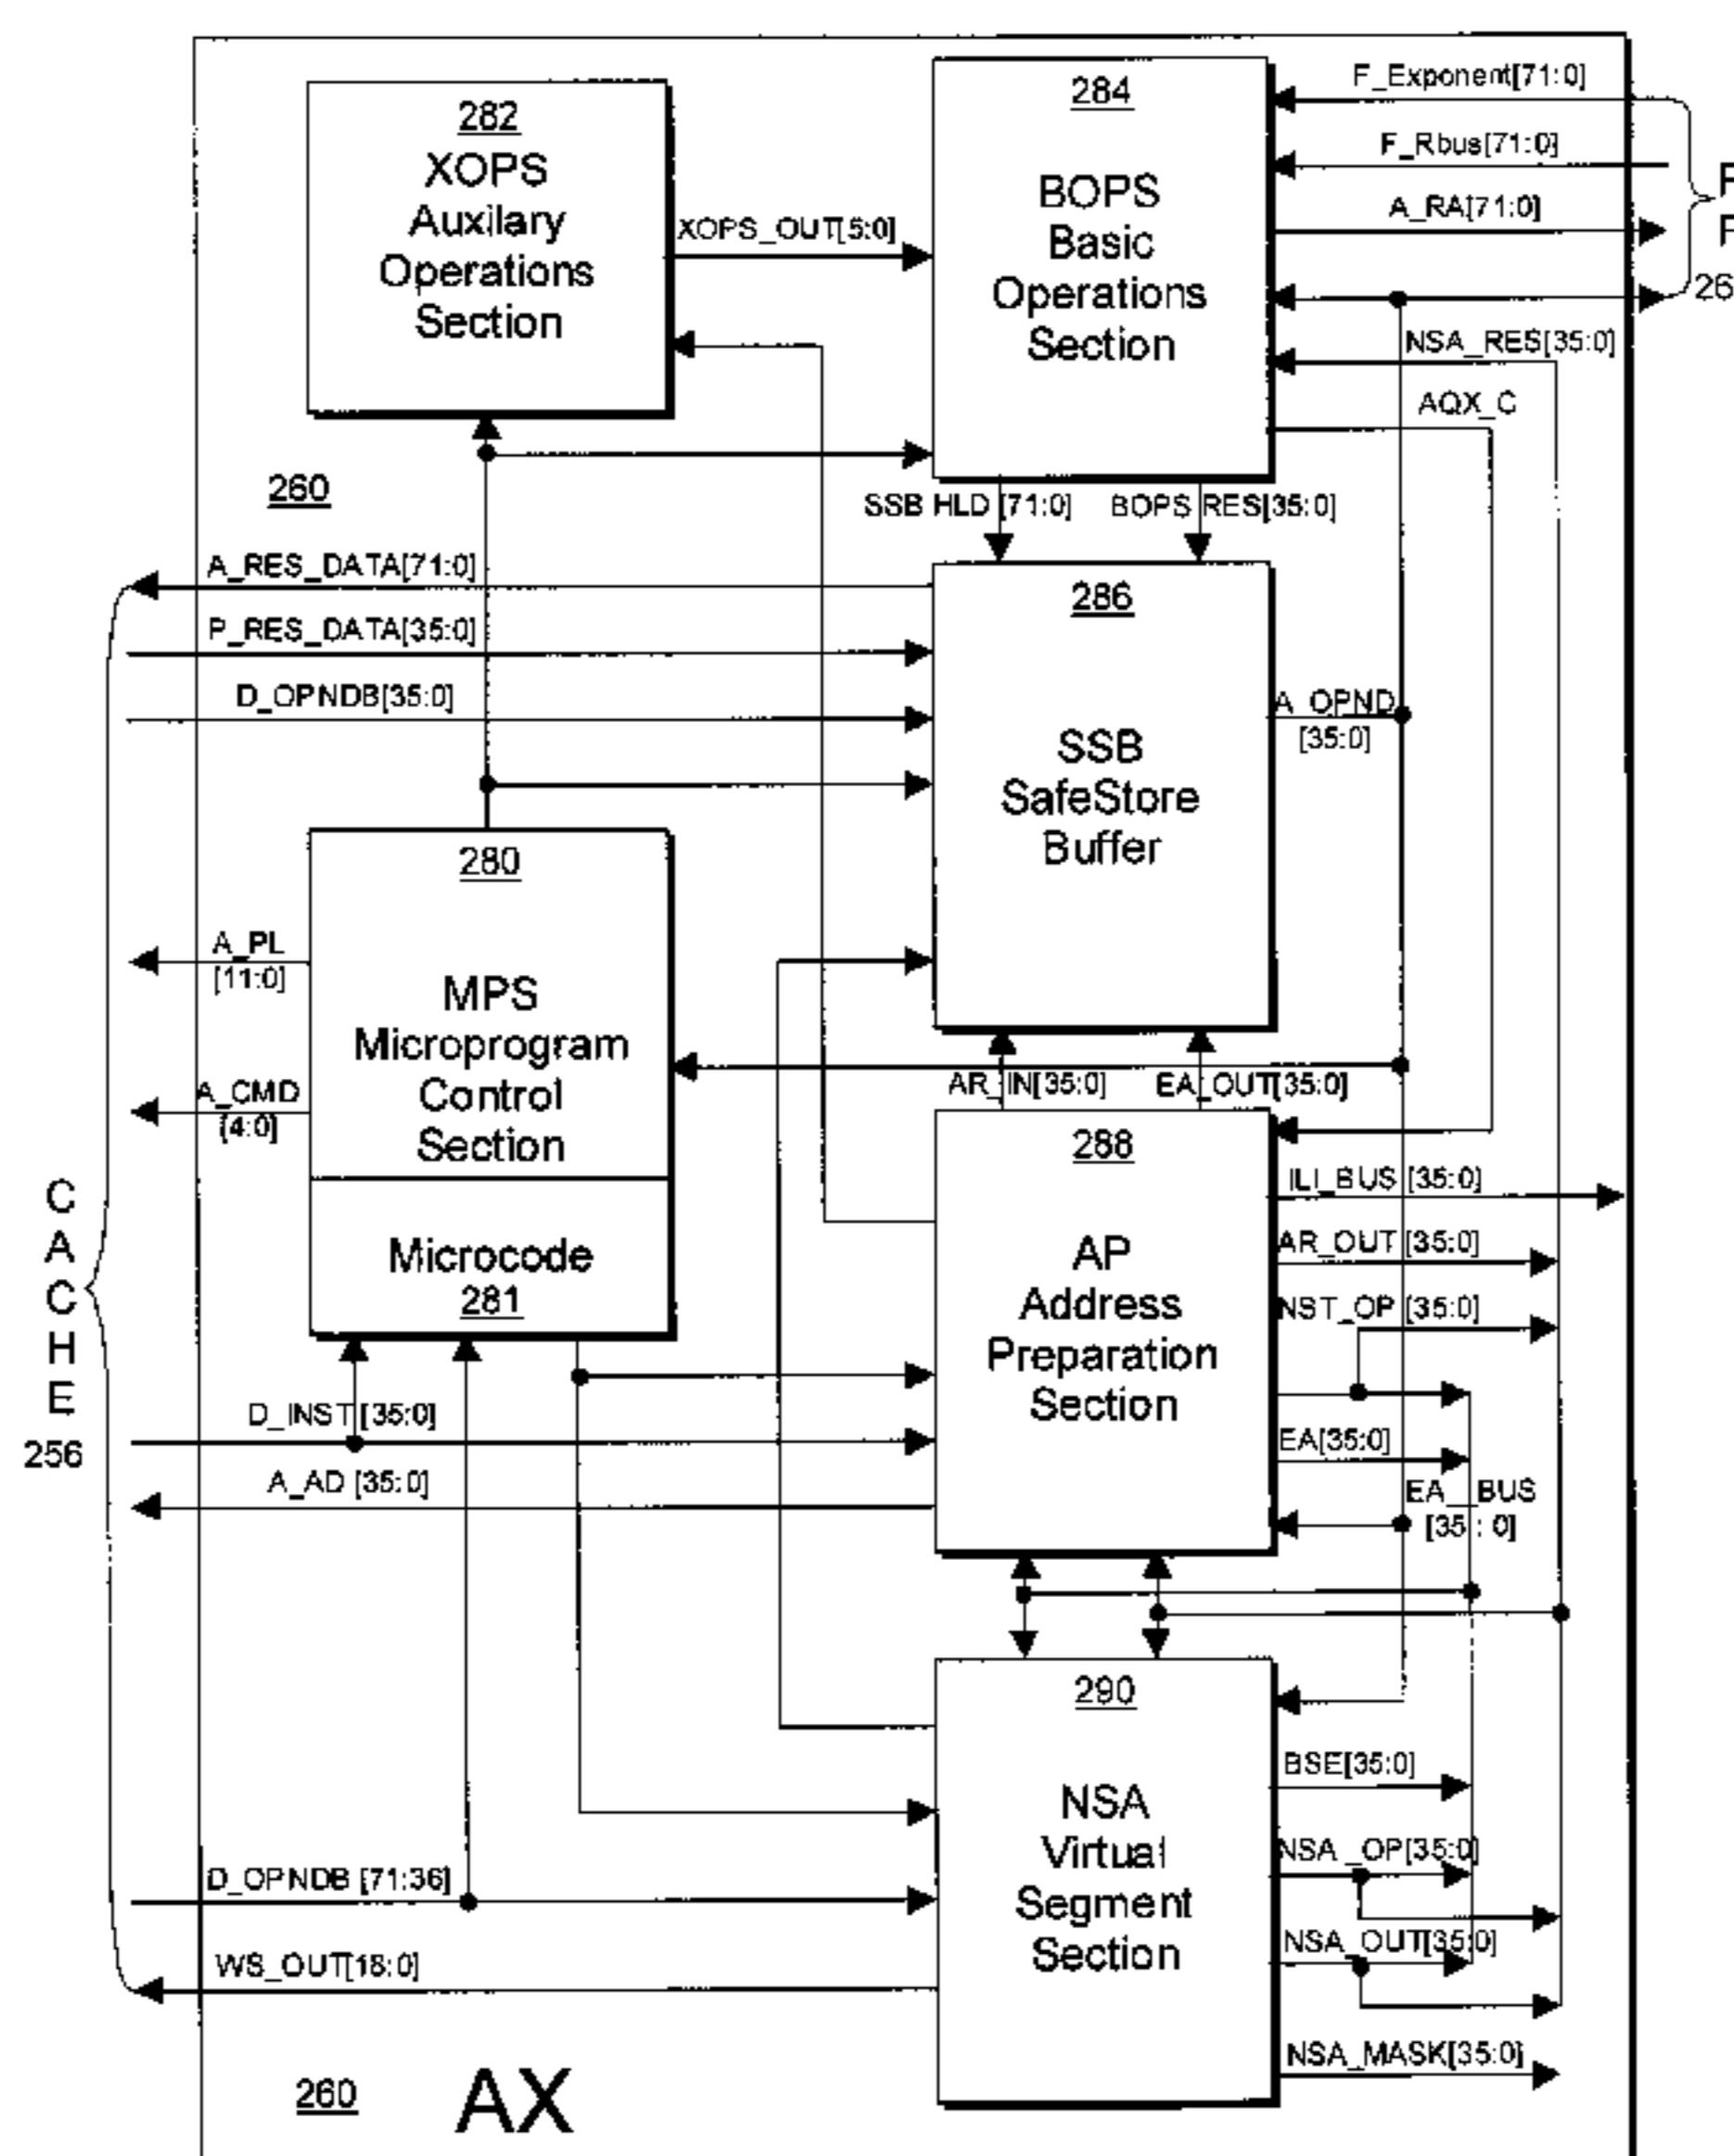 282
XOPS
Auxilary
Operations
Section
XOPS_OUT[5:0]
284
BOPS
Basic
Operations
Section
F_Exponent[71:0]
F_Rbus[71:0]
A_RA[71:0]
26
NSA_RES[35:0]
AQX_C
260
SSB HLD [71:0]
BOPS RES[35:0]
A_RES_DATA[71:0]
P_RES_DATA[35:0]
D_OPNDB[35:0]
286
SSB
SafeStore
Buffer
A_OPND
[35:0]
280
MPS
Microprogram
Control
Section
Microcode
281
A_PL
[11:0]
A_CMD
[4:0]
C
A
C
H
E
256
AR_IN[35:0]
EA_OUT[35:0]
288
AP
Address
Preparation
Section
ILI_BUS [35:0]
AR_OUT [35:0]
NST_OP [35:0]
EA[35:0]
EA_BUS
[35:0]
D_INST [35:0]
A_AD [35:0]
290
NSA
Virtual
Segment
Section
BSE[35:0]
NSA_OP[35:0]
NSA_OUT[35:0]
NSA_MASK[35:0]
D_OPNDB [71:36]
WS_OUT[18:0]
260
AX